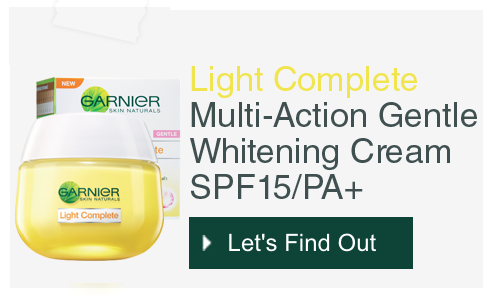 NEW
GARNIER
SKIN NATURALS
GENTLE
GARNIER
SKIN NATURALS
Light Complete
Light Complete
Multi-Action Gentle
Whitening Cream
SPF15/PA+
Let's Find Out